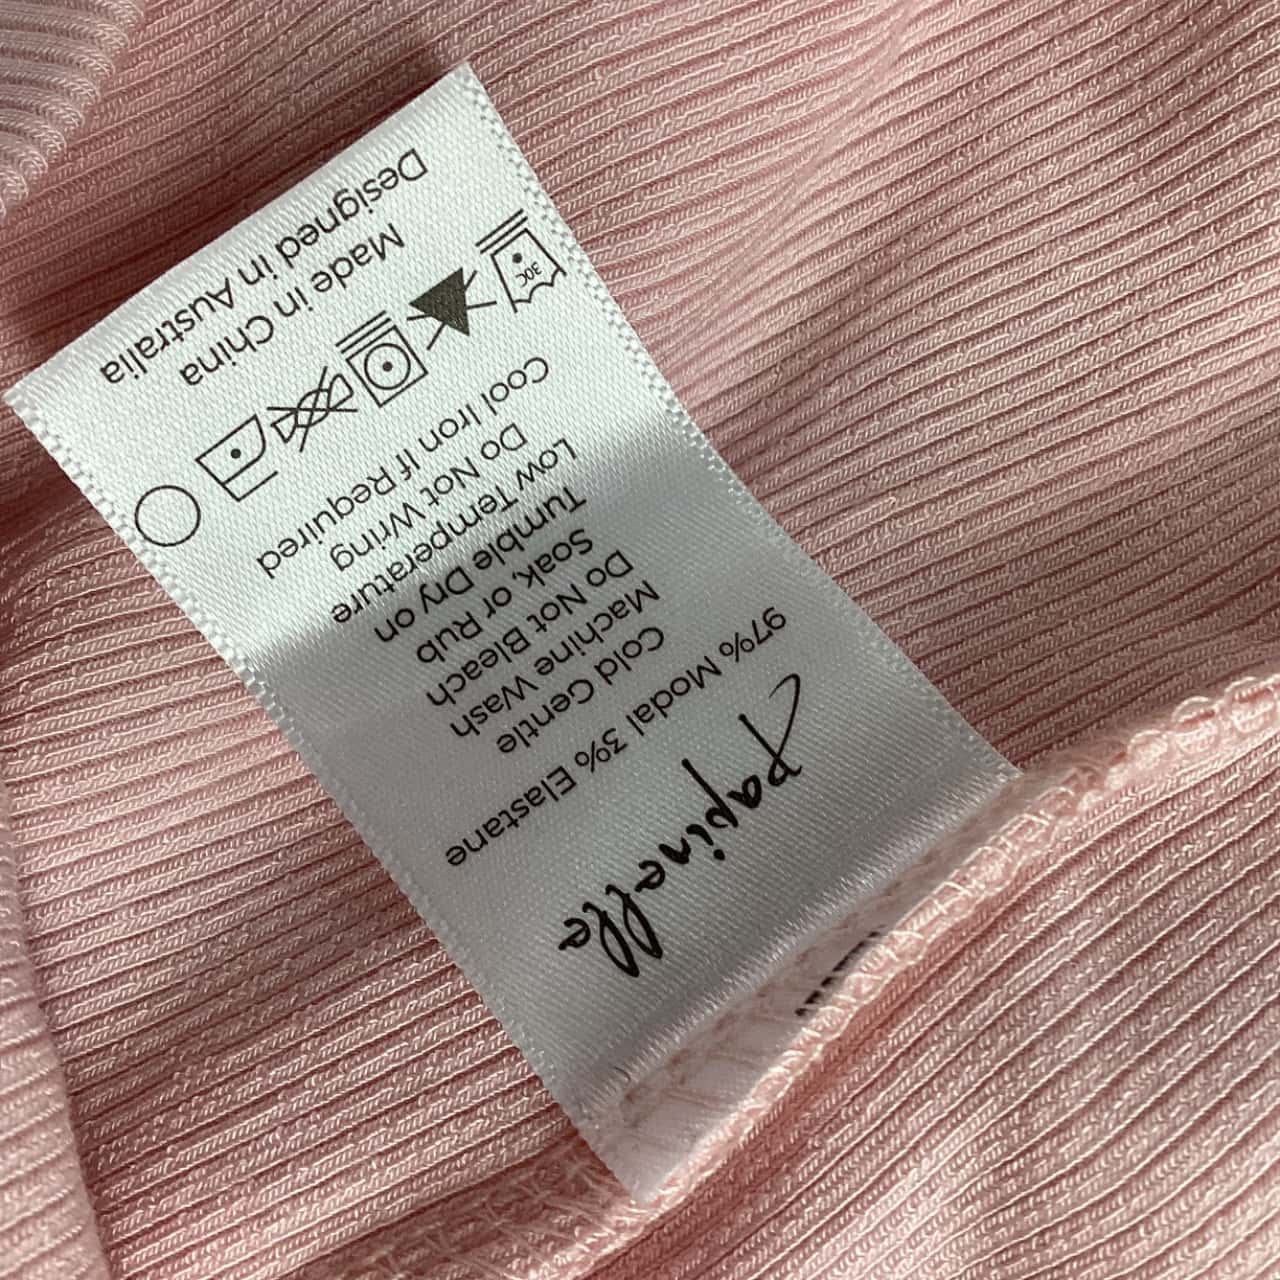 Papinelle
97% Modal 3% Elastane
Cold Gentle
Machine Wash
Do Not Bleach
Soak, or Rub
Tumble Dry on
Low Temperature
Do Not Wring
Cool Iron If Required
30C
Made in China
Designed in Australia